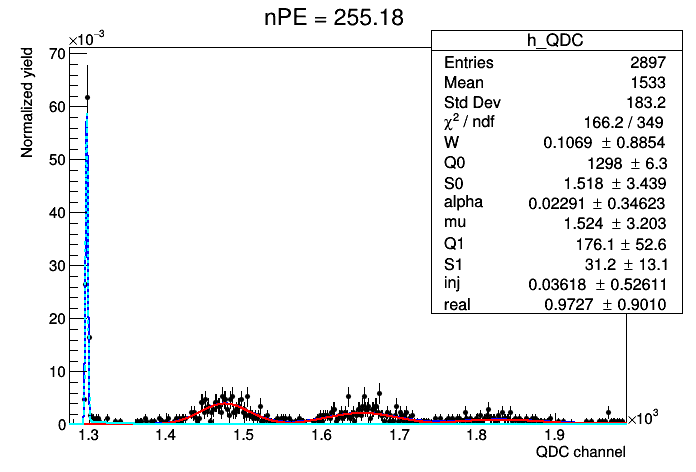 nPE = 255.18
×10⁻³
Normalized yield
h_QDC
Entries 2897
Mean 1533
Std Dev 183.2
χ² / ndf 166.2 / 349
W 0.1069 ± 0.8854
Q0 1298 ± 6.3
S0 1.518 ± 3.439
alpha 0.02291 ± 0.34623
mu 1.524 ± 3.203
Q1 176.1 ± 52.6
S1 31.2 ± 13.1
inj 0.03618 ± 0.52611
real 0.9727 ± 0.9010
70
60
50
40
30
20
10
0
1.3 1.4 1.5 1.6 1.7 1.8 1.9
×10³
QDC channel